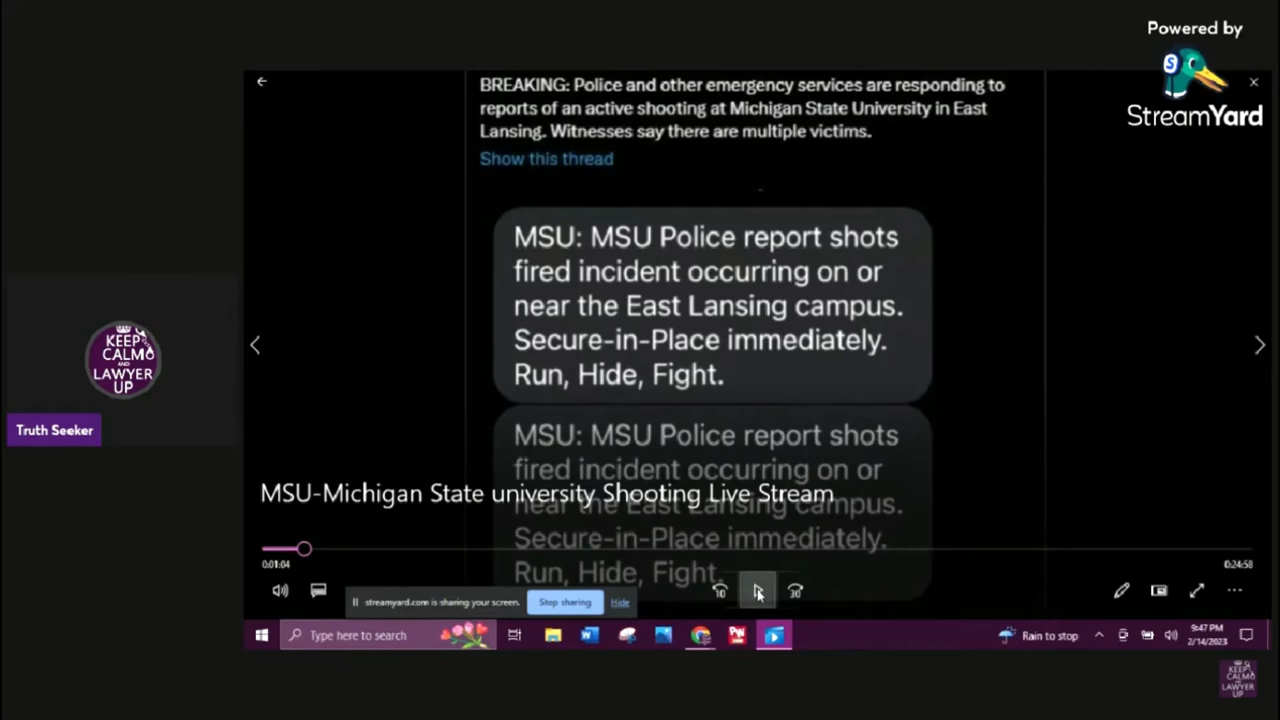 Powered by
StreamYard
BREAKING: Police and other emergency services are responding to
reports of an active shooting at Michigan State University in East
Lansing. Witnesses say there are multiple victims.
Show this thread
MSU: MSU Police report shots
fired incident occurring on or
near the East Lansing campus.
Secure-in-Place immediately.
Run, Hide, Fight.
KEEP
CALM
AND
LAWYER
UP
Truth Seeker
MSU: MSU Police report shots
fired incident occurring on or
MSU-Michigan State university Shooting Live Stream
near the East Lansing campus.
Secure-in-Place immediately.
Run, Hide, Fight.
0:01:04
0:24:58
10
30
streamyard.com is sharing your screen.
Stop sharing
Hide
Type here to search
Rain to stop
9:47 PM
2/14/2023
KEEP
CALM
LAWYER
UP